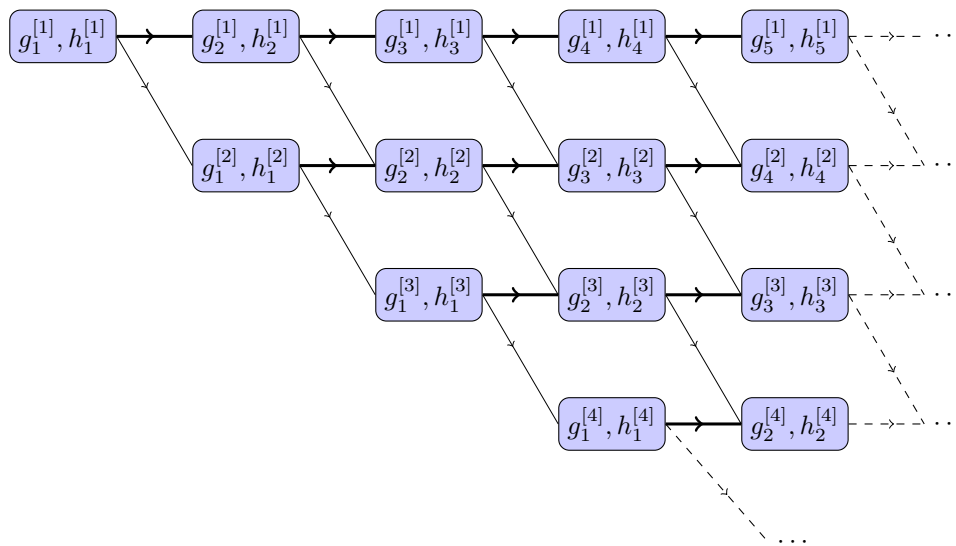 g_1^{[1]}, h_1^{[1]} g_2^{[1]}, h_2^{[1]} g_3^{[1]}, h_3^{[1]} g_4^{[1]}, h_4^{[1]} g_5^{[1]}, h_5^{[1]} ··
g_1^{[2]}, h_1^{[2]} g_2^{[2]}, h_2^{[2]} g_3^{[2]}, h_3^{[2]} g_4^{[2]}, h_4^{[2]} ··
g_1^{[3]}, h_1^{[3]} g_2^{[3]}, h_2^{[3]} g_3^{[3]}, h_3^{[3]} ··
g_1^{[4]}, h_1^{[4]} g_2^{[4]}, h_2^{[4]} ··
···